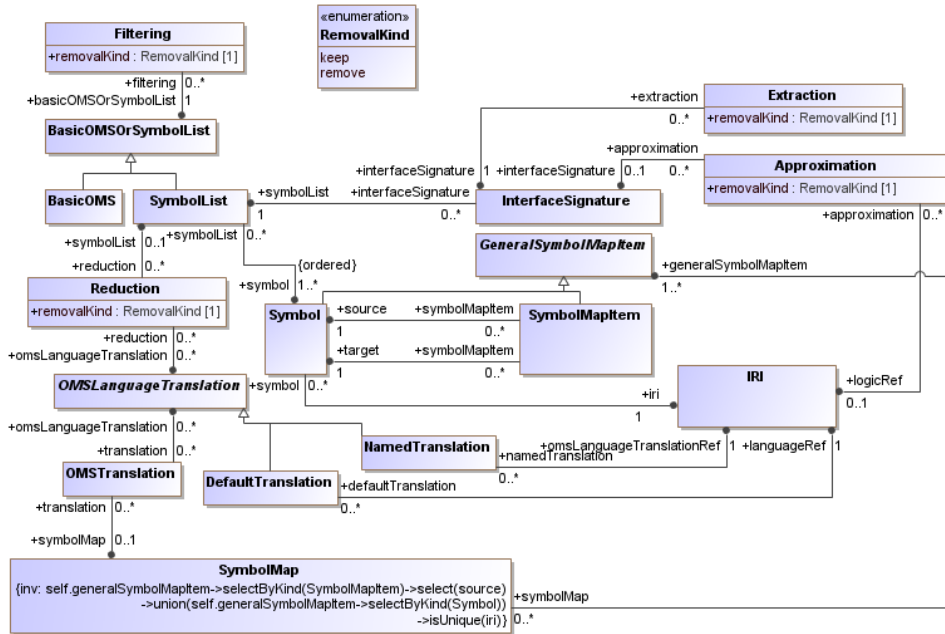 Filtering
+removalKind : RemovalKind [1]
«enumeration»
RemovalKind
keep
remove
+filtering 0..*
+basicOMSOrSymbolList 1
BasicOMSOrSymbolList
+extraction
0..*
Extraction
+removalKind : RemovalKind [1]
+approximation
0..*
Approximation
+removalKind : RemovalKind [1]
+interfaceSignature 1
+interfaceSignature 0..1
BasicOMS
SymbolList
+symbolList
1
+interfaceSignature
0..*
InterfaceSignature
+approximation 0..*
+symbolList 0..1
+symbolList 0..*
+reduction 0..*
GeneralSymbolMapItem
+generalSymbolMapItem
1..*
{ordered}
+symbol 1..*
Reduction
+removalKind : RemovalKind [1]
Symbol
+source
1
+symbolMapItem
0..*
SymbolMapItem
+target
1
+symbolMapItem
0..*
+reduction 0..*
+omsLanguageTranslation 0..*
OMSLanguageTranslation
+symbol
0..*
+iri
1
IRI
+logicRef
0..1
+omsLanguageTranslation 0..*
+translation 0..*
NamedTranslation
+omsLanguageTranslationRef 1
+languageRef 1
+namedTranslation
0..*
OMSTranslation
DefaultTranslation
+defaultTranslation
0..*
+translation 0..*
+symbolMap 0..1
SymbolMap
{inv: self.generalSymbolMapItem->selectByKind(SymbolMapItem)->select(source)
->union(self.generalSymbolMapItem->selectByKind(Symbol))
->isUnique(iri)}
+symbolMap
0..*